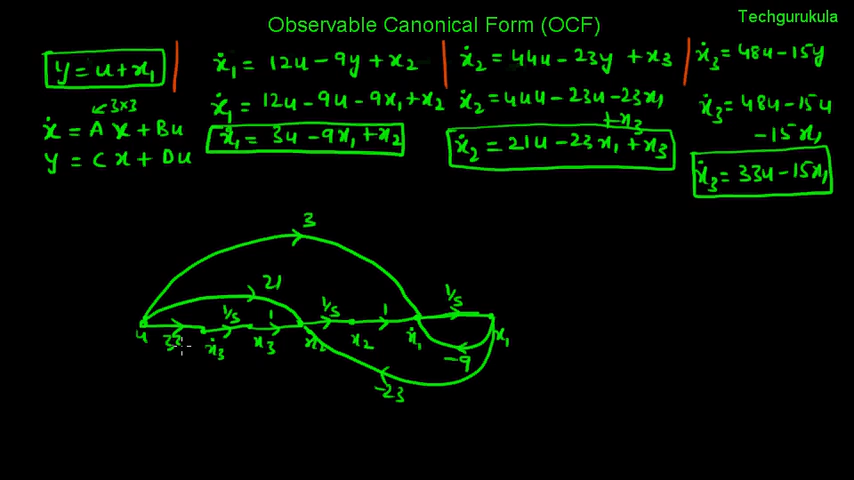 Observable Canonical Form (OCF)
Techgurukula
y = u + x₁
ẋ = A x + Bu
3×3
y = C x + Du
ẋ₁ = 12u − 9y + x₂
ẋ₁ = 12u − 9u − 9x₁ + x₂
ẋ₁ = 3u − 9x₁ + x₂
ẋ₂ = 44u − 23y + x₃
ẋ₂ = 44u − 23u − 23x₁
+ x₃
ẋ₂ = 21u − 23x₁ + x₃
ẋ₃ = 48u − 15y
ẋ₃ = 48u − 15u
− 15x₁
ẋ₃ = 33u − 15x₁
3
21
1/s
1/s 1/s 1 1
u 33 ẋ₃ x₃ ẋ₂ x₂ ẋ₁ x₁
−9
−23